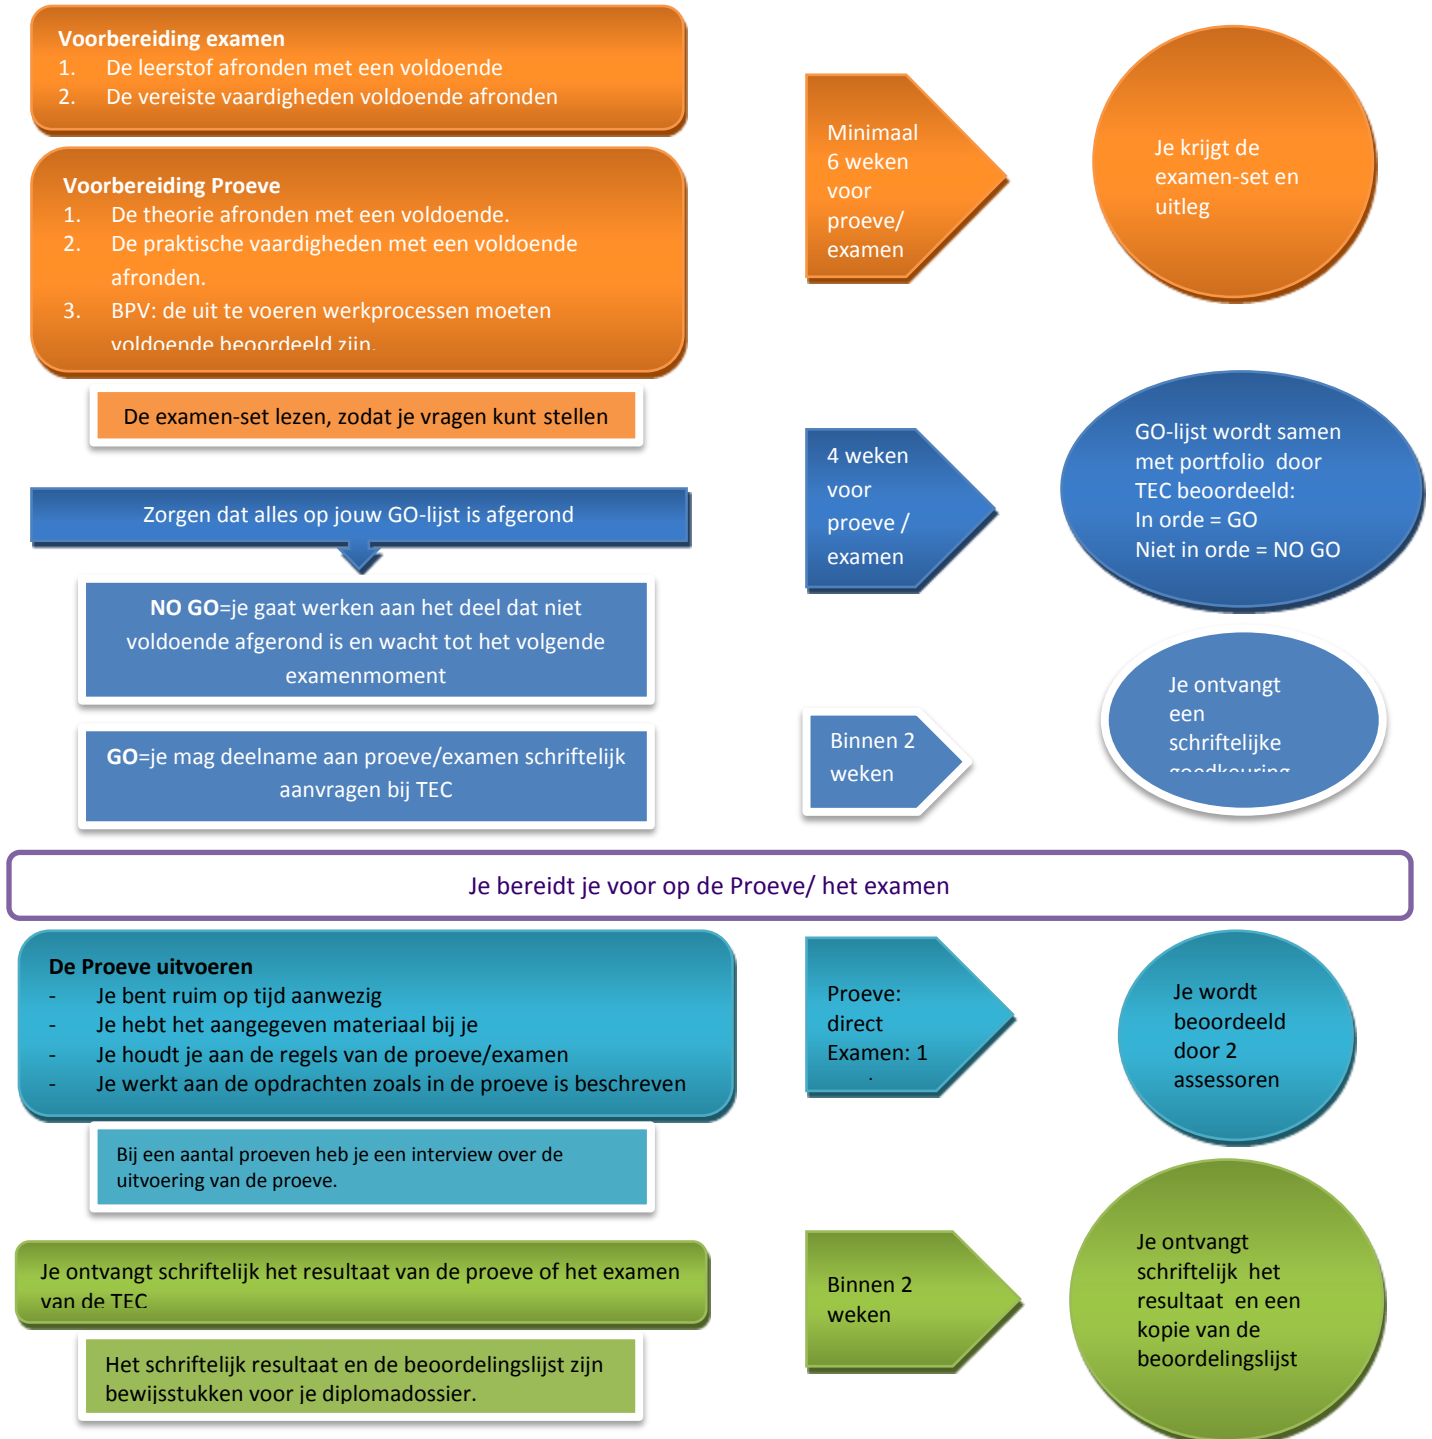 Voorbereiding examen
1. De leerstof afronden met een voldoende
2. De vereiste vaardigheden voldoende afronden
Minimaal
6 weken
voor
proeve/
examen
Je krijgt de
examen-set en
uitleg
Voorbereiding Proeve
1. De theorie afronden met een voldoende.
2. De praktische vaardigheden met een voldoende
afronden.
3. BPV: de uit te voeren werkprocessen moeten
voldoende beoordeeld zijn.
De examen-set lezen, zodat je vragen kunt stellen
Zorgen dat alles op jouw GO-lijst is afgerond
4 weken
voor
proeve /
examen
GO-lijst wordt samen
met portfolio door
TEC beoordeeld:
In orde = GO
Niet in orde = NO GO
NO GO=je gaat werken aan het deel dat niet
voldoende afgerond is en wacht tot het volgende
examenmoment
GO=je mag deelname aan proeve/examen schriftelijk
aanvragen bij TEC
Binnen 2
weken
Je ontvangt
een
schriftelijke
goedkeuring
Je bereidt je voor op de Proeve/ het examen
De Proeve uitvoeren
- Je bent ruim op tijd aanwezig
- Je hebt het aangegeven materiaal bij je
- Je houdt je aan de regels van de proeve/examen
- Je werkt aan de opdrachten zoals in de proeve is beschreven
Proeve:
direct
Examen: 1
Je wordt
beoordeeld
door 2
assessoren
Bij een aantal proeven heb je een interview over de
uitvoering van de proeve.
Je ontvangt schriftelijk het resultaat van de proeve of het examen
van de TEC
Binnen 2
weken
Je ontvangt
schriftelijk het
resultaat en een
kopie van de
beoordelingslijst
Het schriftelijk resultaat en de beoordelingslijst zijn
bewijsstukken voor je diplomadossier.